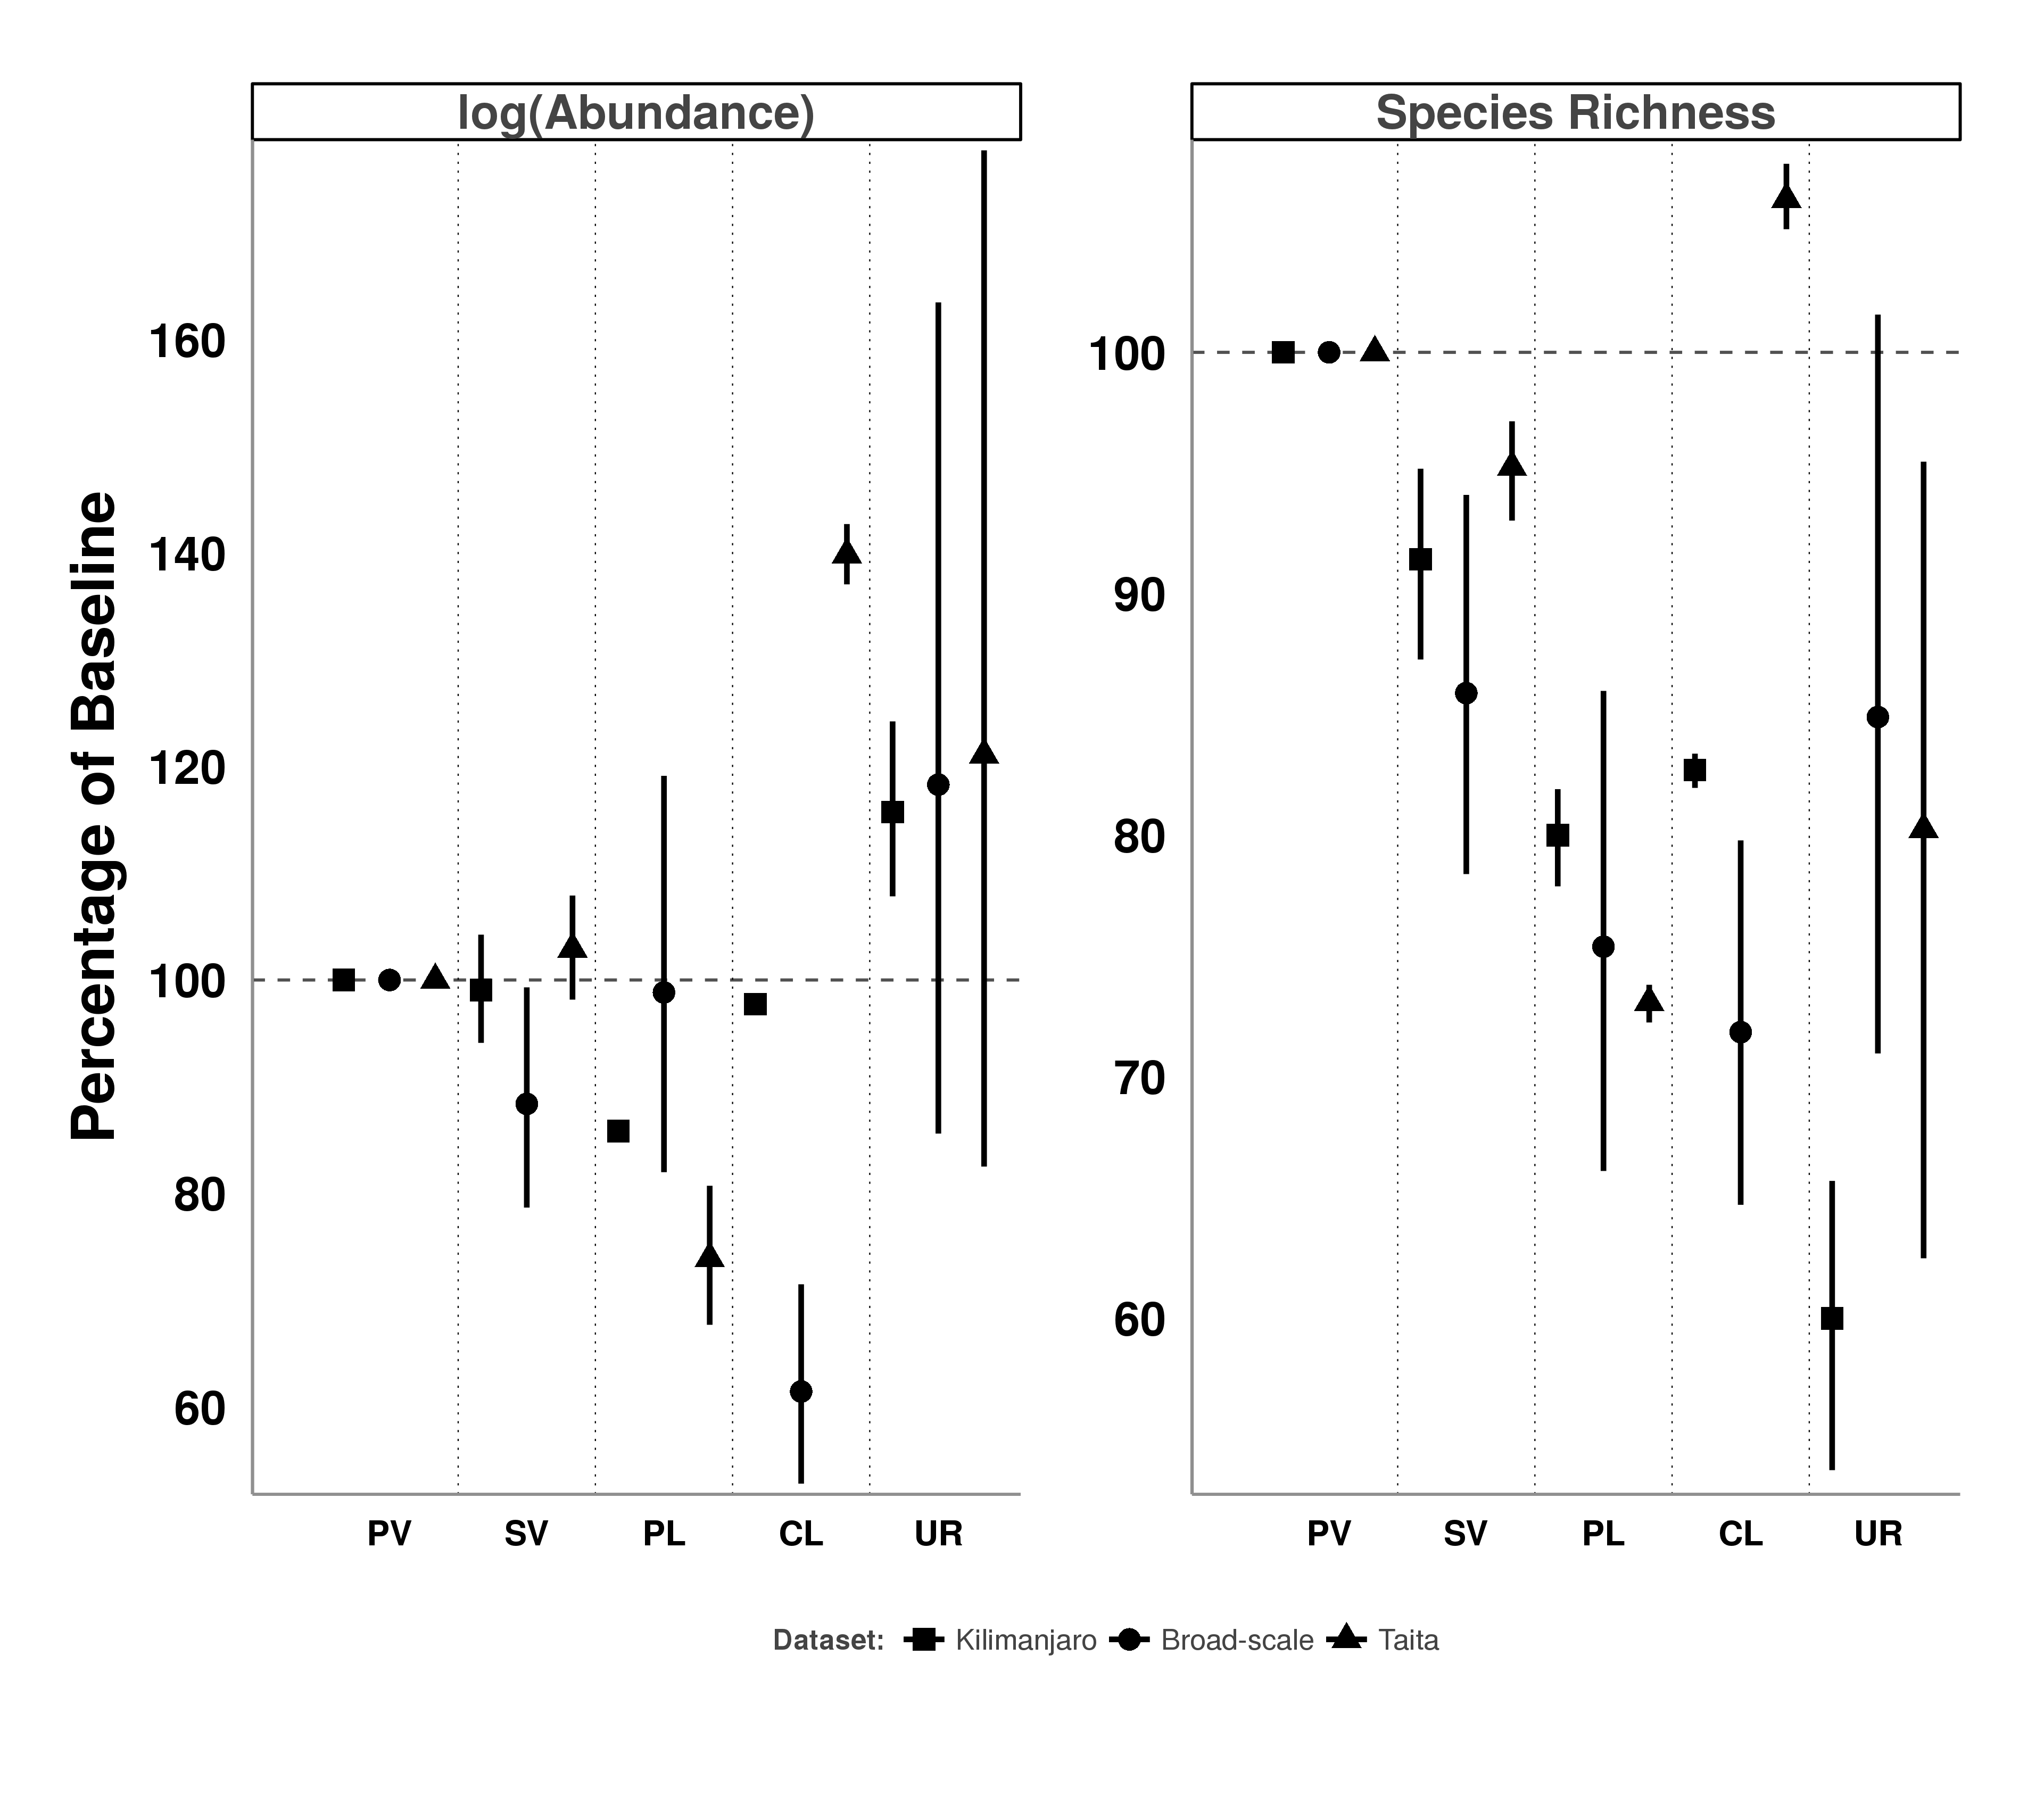 log(Abundance)
Species Richness
Percentage of Baseline
160
140
120
100
80
60
100
90
80
70
60
PV SV PL CL UR
PV SV PL CL UR
Dataset: Kilimanjaro Broad-scale Taita